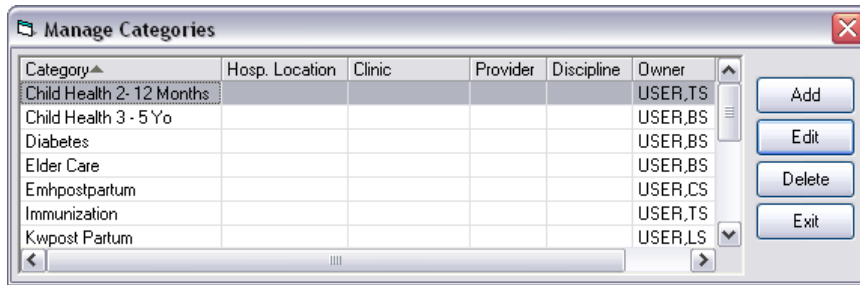 Manage Categories
Category Hosp. Location Clinic Provider Discipline Owner
Child Health 2- 12 Months USER,TS
Child Health 3 - 5 Yo USER,BS
Diabetes USER,BS
Elder Care USER,BS
Emhpostpartum USER,CS
Immunization USER,TS
Kwpost Partum USER,LS
Add
Edit
Delete
Exit